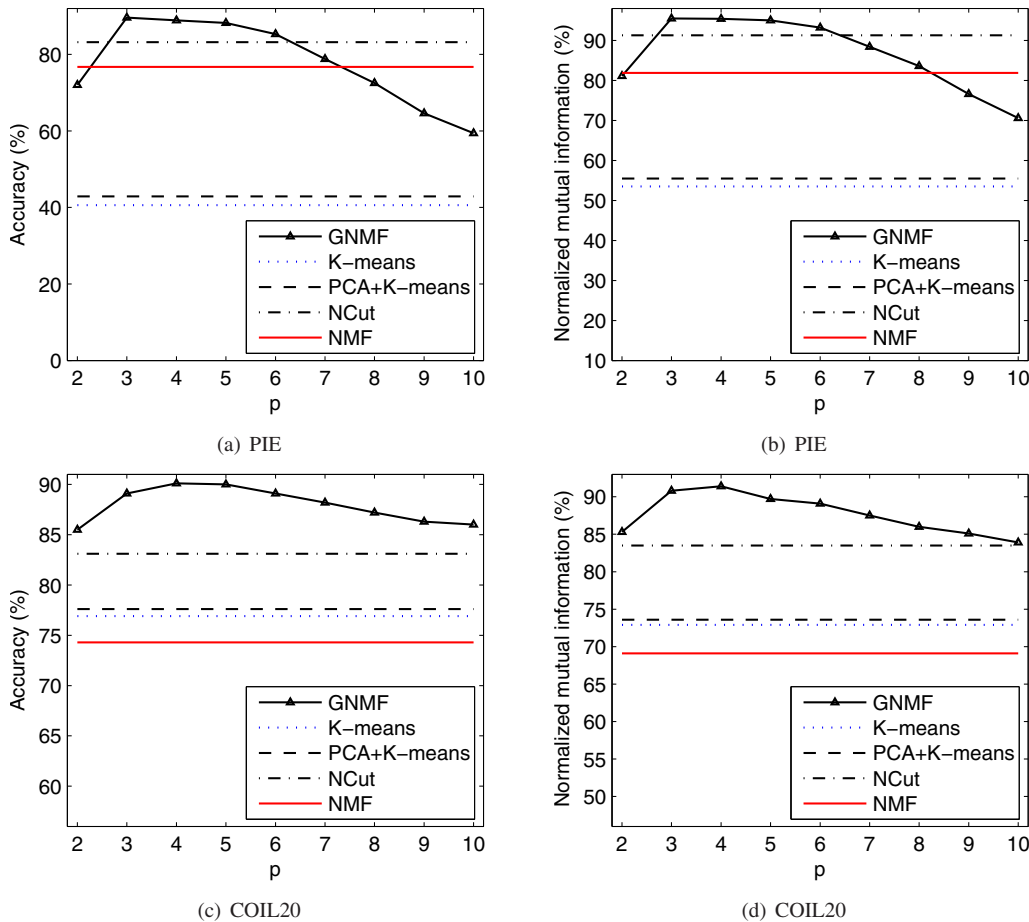 80
60
40
20
0
Accuracy (%)
GNMF
K−means
PCA+K−means
NCut
NMF
2 3 4 5 6 7 8 9 10
p
(a) PIE
90
80
70
60
50
40
30
20
10
Normalized mutual information (%)
GNMF
K−means
PCA+K−means
NCut
NMF
2 3 4 5 6 7 8 9 10
p
(b) PIE
90
85
80
75
70
65
60
Accuracy (%)
GNMF
K−means
PCA+K−means
NCut
NMF
2 3 4 5 6 7 8 9 10
p
(c) COIL20
90
85
80
75
70
65
60
55
50
Normalized mutual information (%)
GNMF
K−means
PCA+K−means
NCut
NMF
2 3 4 5 6 7 8 9 10
p
(d) COIL20